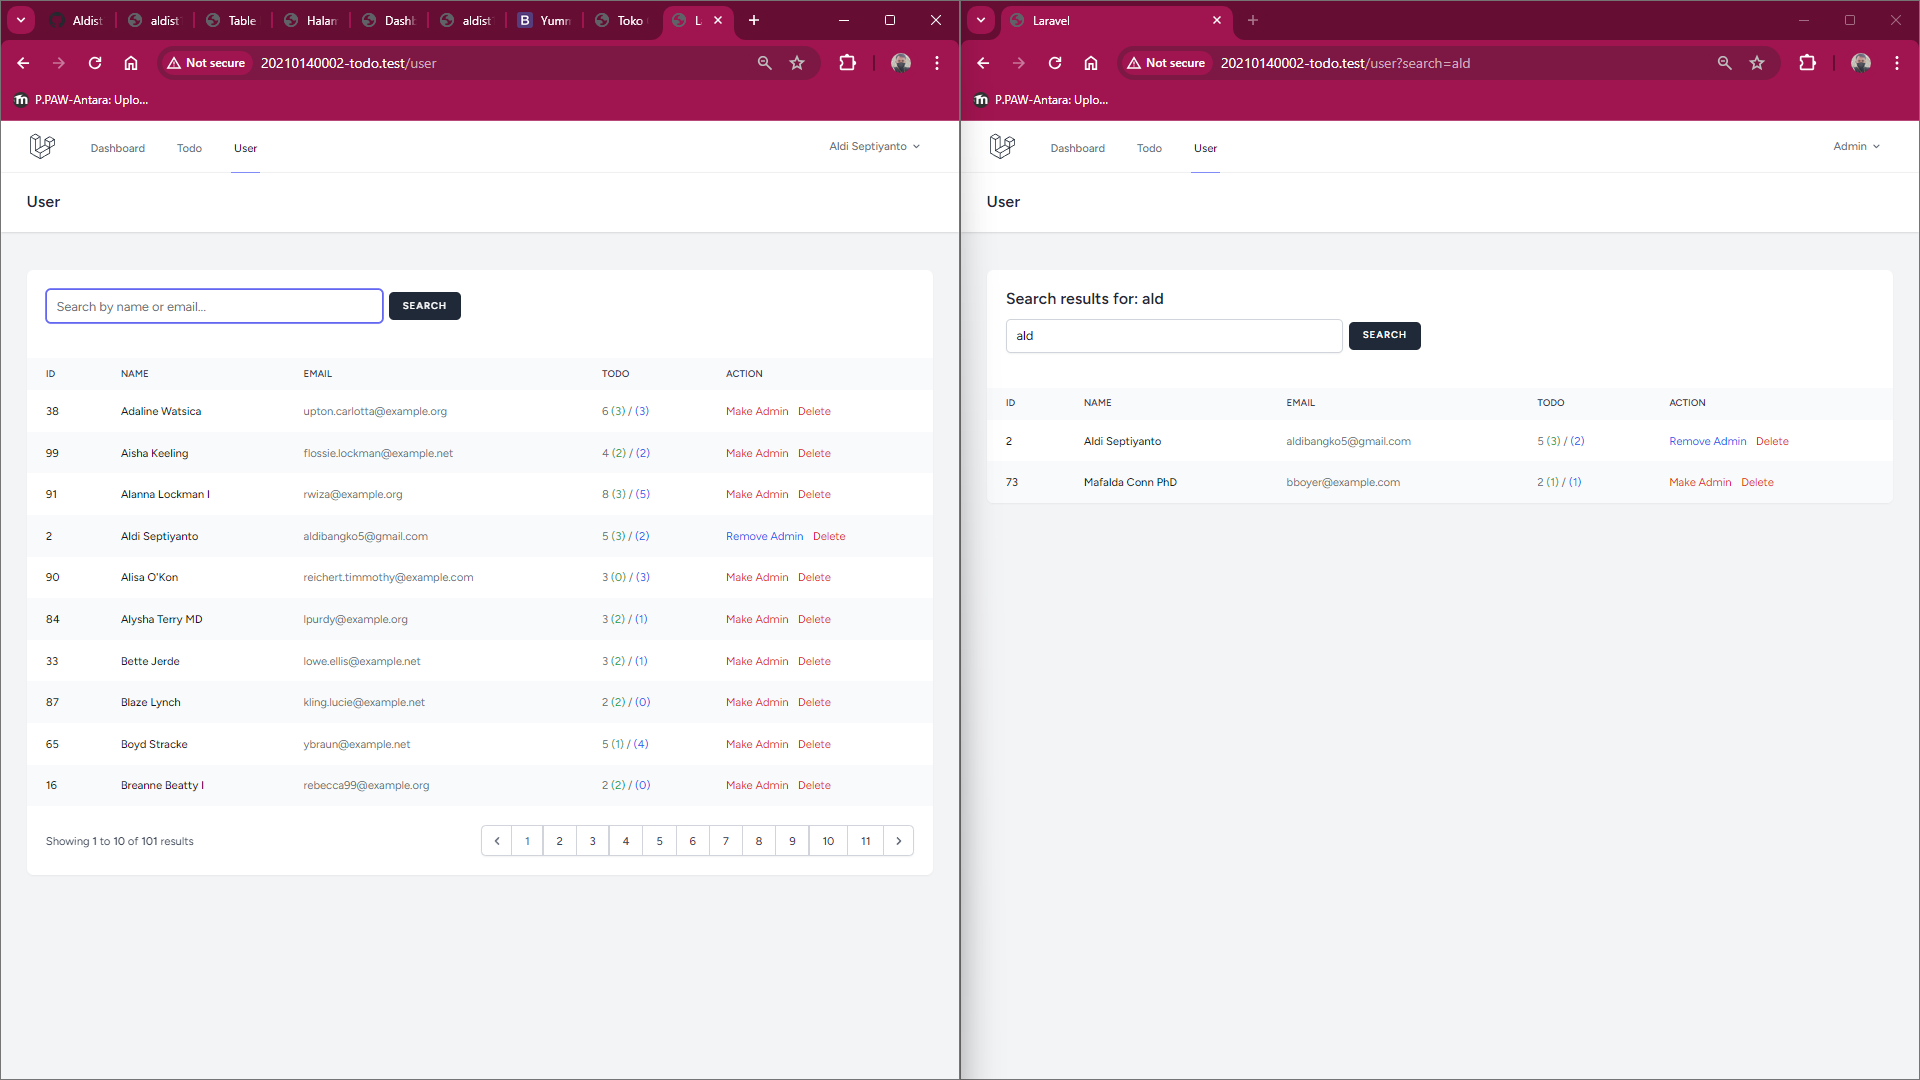 Aldist
aldist
Table
Halam
Dashb
aldist
B Yumm
Toko
L
Not secure 20210140002-todo.test/user
P.PAW-Antara: Uplo...
Dashboard Todo User Aldi Septiyanto
User
Search by name or email... SEARCH
ID NAME EMAIL TODO ACTION
38 Adaline Watsica upton.carlotta@example.org 6 (3) / (3) Make Admin Delete
99 Aisha Keeling flossie.lockman@example.net 4 (2) / (2) Make Admin Delete
91 Alanna Lockman I rwiza@example.org 8 (3) / (5) Make Admin Delete
2 Aldi Septiyanto aldibangko5@gmail.com 5 (3) / (2) Remove Admin Delete
90 Alisa O'Kon reichert.timmothy@example.com 3 (0) / (3) Make Admin Delete
84 Alysha Terry MD lpurdy@example.org 3 (2) / (1) Make Admin Delete
33 Bette Jerde lowe.ellis@example.net 3 (2) / (1) Make Admin Delete
87 Blaze Lynch kling.lucie@example.net 2 (2) / (0) Make Admin Delete
65 Boyd Stracke ybraun@example.net 5 (1) / (4) Make Admin Delete
16 Breanne Beatty I rebecca99@example.org 2 (2) / (0) Make Admin Delete
Showing 1 to 10 of 101 results 1 2 3 4 5 6 7 8 9 10 11
Laravel
Not secure 20210140002-todo.test/user?search=ald
P.PAW-Antara: Uplo...
Dashboard Todo User Admin
User
Search results for: ald
ald SEARCH
ID NAME EMAIL TODO ACTION
2 Aldi Septiyanto aldibangko5@gmail.com 5 (3) / (2) Remove Admin Delete
73 Mafalda Conn PhD bboyer@example.com 2 (1) / (1) Make Admin Delete